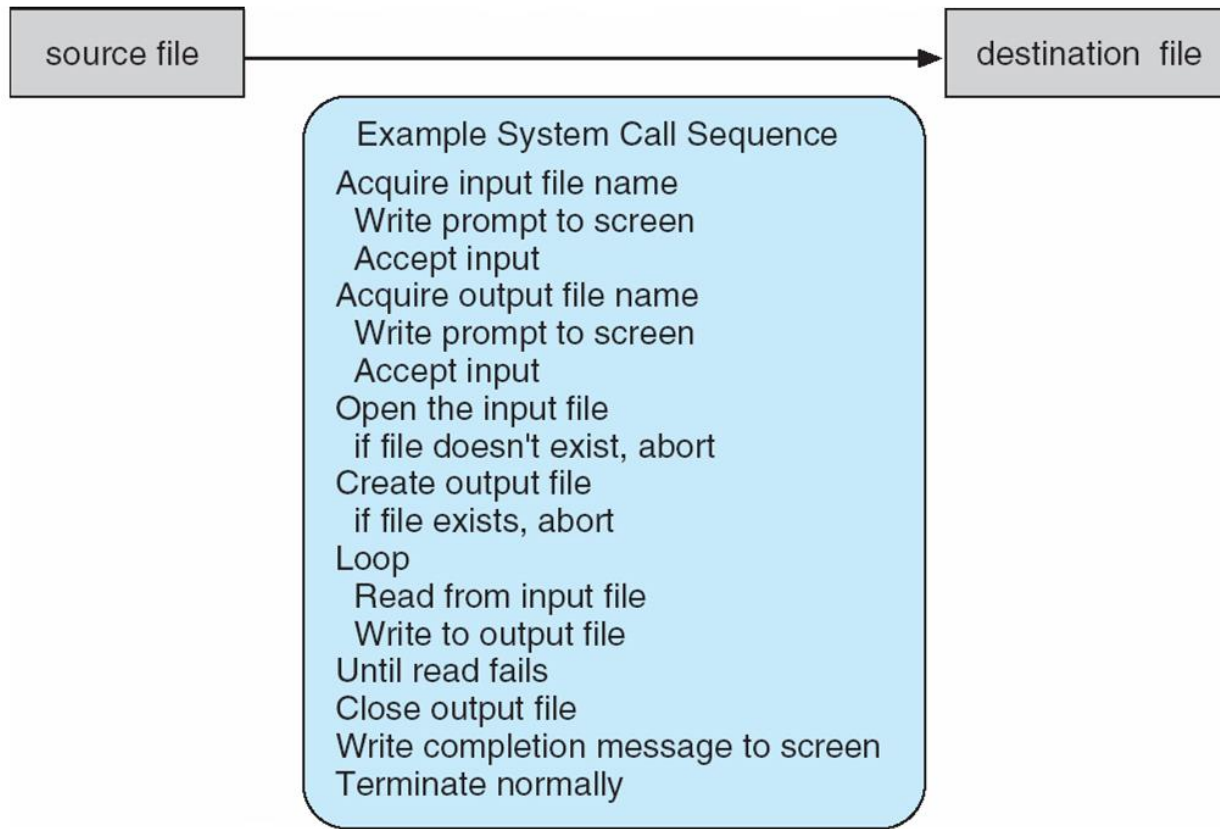 source file
destination file
Example System Call Sequence
Acquire input file name
Write prompt to screen
Accept input
Acquire output file name
Write prompt to screen
Accept input
Open the input file
if file doesn't exist, abort
Create output file
if file exists, abort
Loop
Read from input file
Write to output file
Until read fails
Close output file
Write completion message to screen
Terminate normally